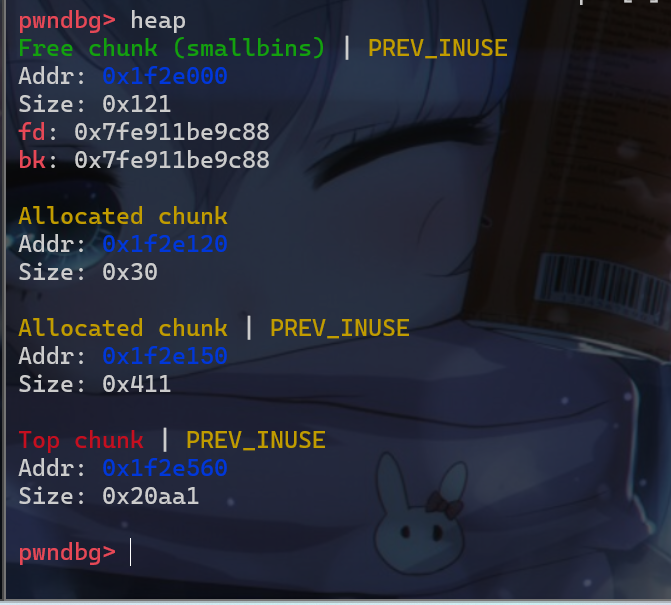 pwndbg> heap
Free chunk (smallbins) | PREV_INUSE
Addr: 0x1f2e000
Size: 0x121
fd: 0x7fe911be9c88
bk: 0x7fe911be9c88
Allocated chunk
Addr: 0x1f2e120
Size: 0x30
Allocated chunk | PREV_INUSE
Addr: 0x1f2e150
Size: 0x411
Top chunk | PREV_INUSE
Addr: 0x1f2e560
Size: 0x20aa1
pwndbg>